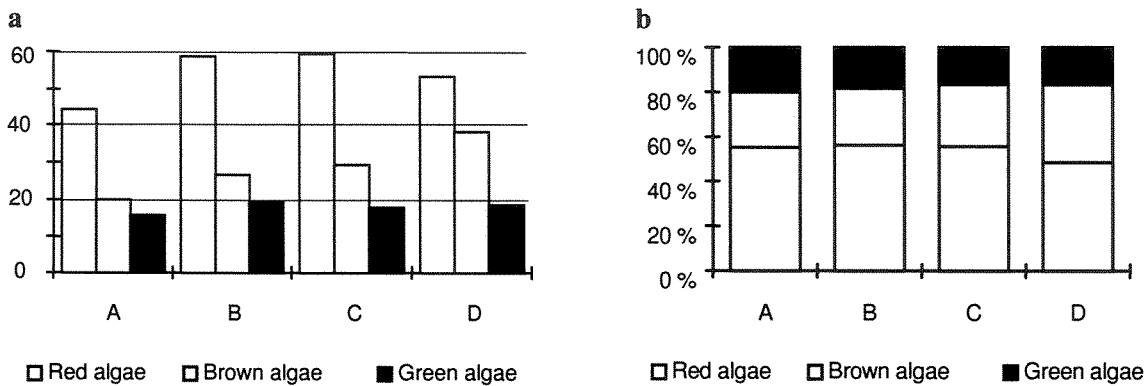 a
60
40
20
0
A B C D
Red algae Brown algae Green algae
b
100 %
80 %
60 %
40 %
20 %
0 %
A B C D
Red algae Brown algae Green algae